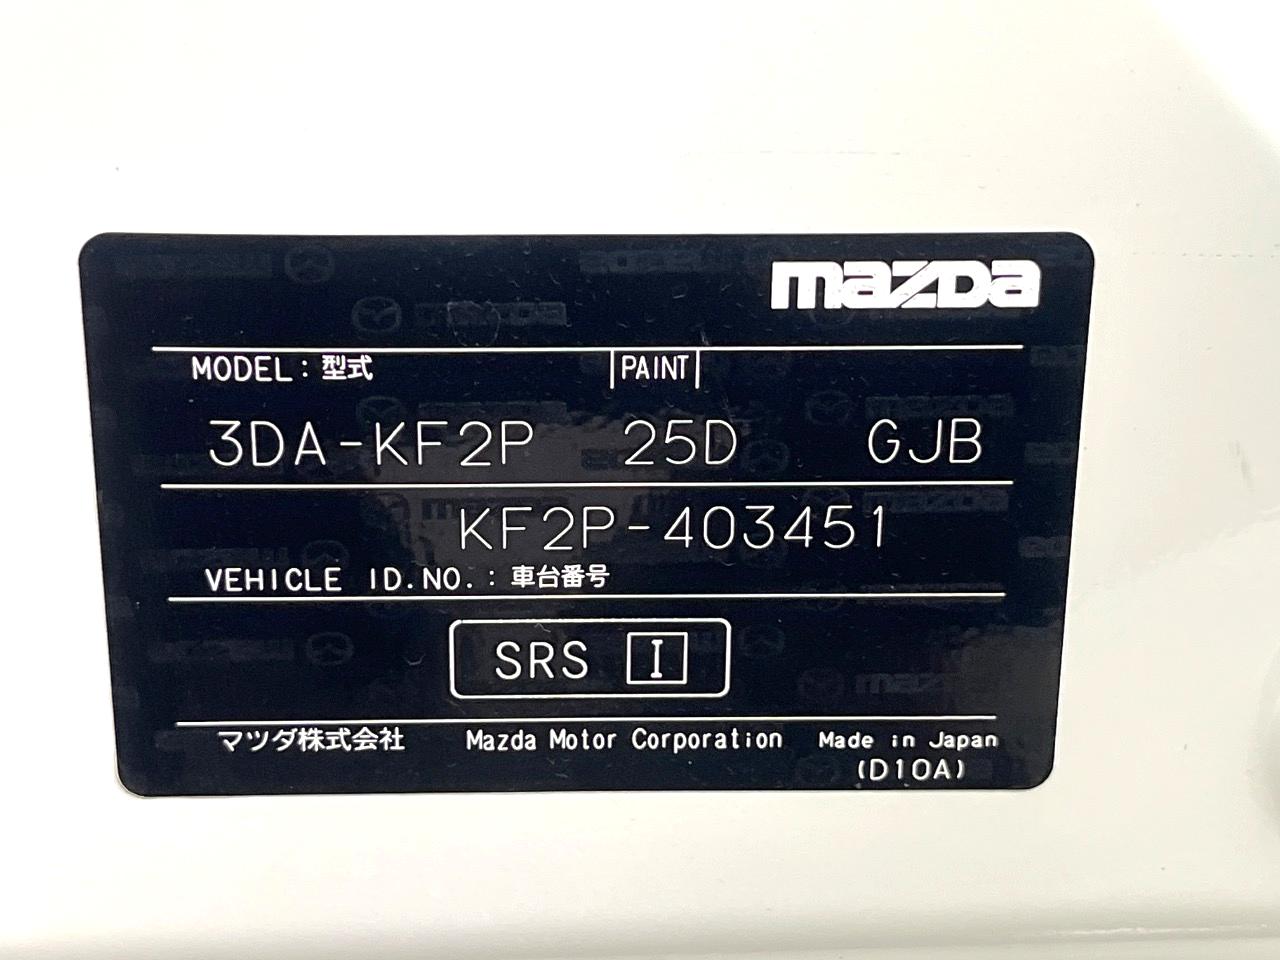 mazda
MODEL : 型式 PAINT
3DA-KF2P 25D GJB
KF2P-403451
VEHICLE ID.NO. : 車台番号
SRS I
マツダ株式会社 Mazda Motor Corporation Made in Japan
(D10A)